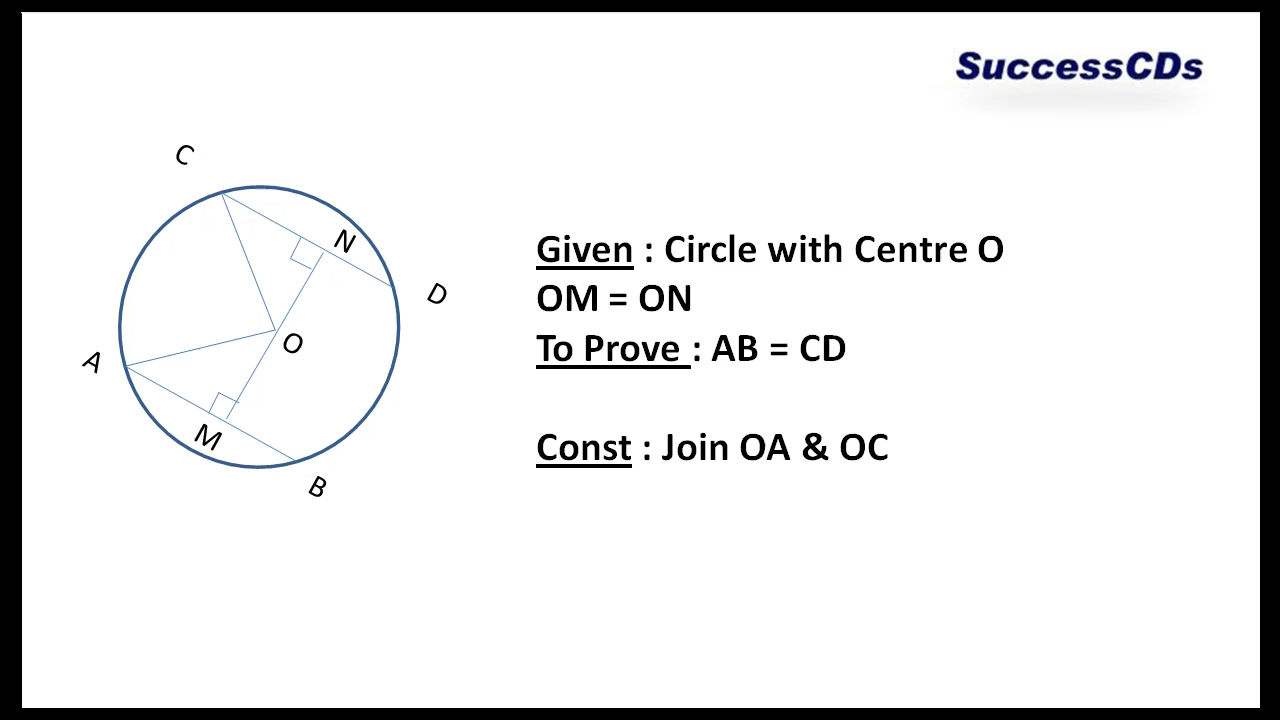 SuccessCDs
C
N
Given : Circle with Centre O
D
OM = ON
O
To Prove : AB = CD
A
M
Const : Join OA & OC
B